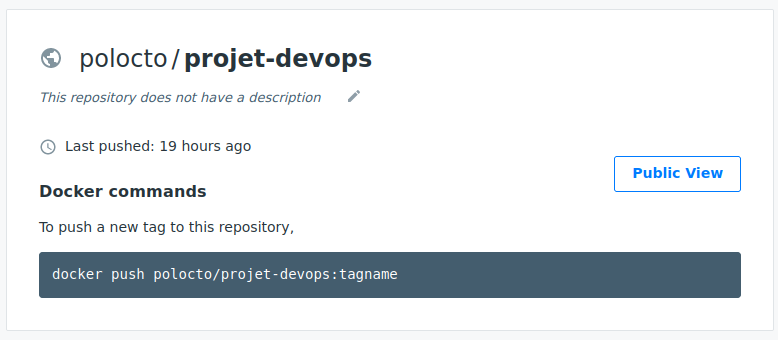 polocto / projet-devops
This repository does not have a description
Last pushed: 19 hours ago
Public View
Docker commands
To push a new tag to this repository,
docker push polocto/projet-devops:tagname